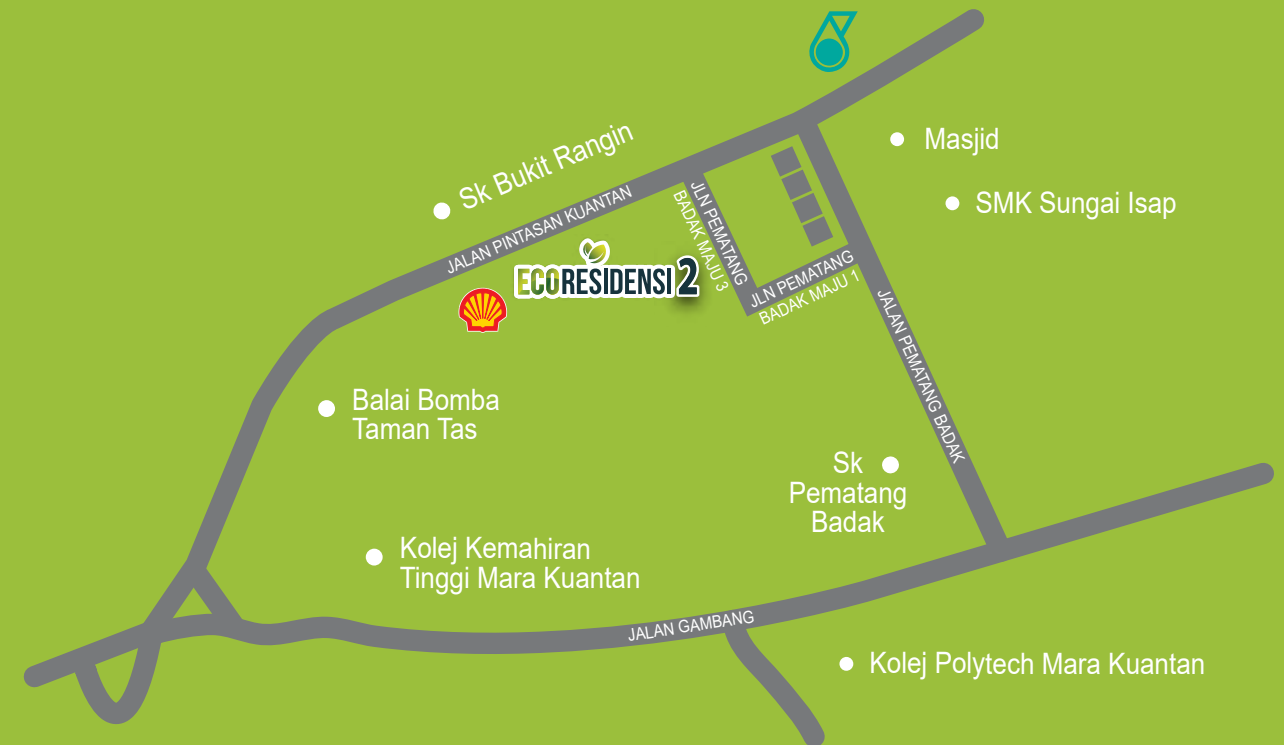 Sk Bukit Rangin
Masjid
SMK Sungai Isap
JALAN PINTASAN KUANTAN
JLN PEMATANG
BADAK MAJU 3
ECORESIDENSI 2
JLN PEMATANG
BADAK MAJU 1
JALAN PEMATANG BADAK
Balai Bomba
Taman Tas
Sk
Pematang
Badak
Kolej Kemahiran
Tinggi Mara Kuantan
JALAN GAMBANG
Kolej Polytech Mara Kuantan